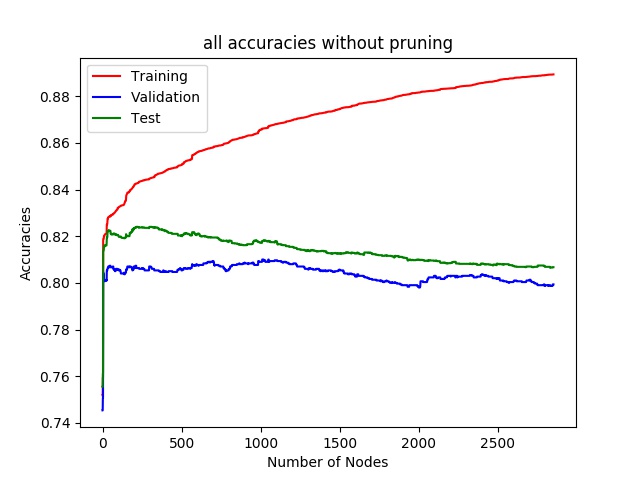 all accuracies without pruning
Training
Validation
Test
Accuracies
0.88
0.86
0.84
0.82
0.80
0.78
0.76
0.74
0
500
1000
1500
2000
2500
Number of Nodes